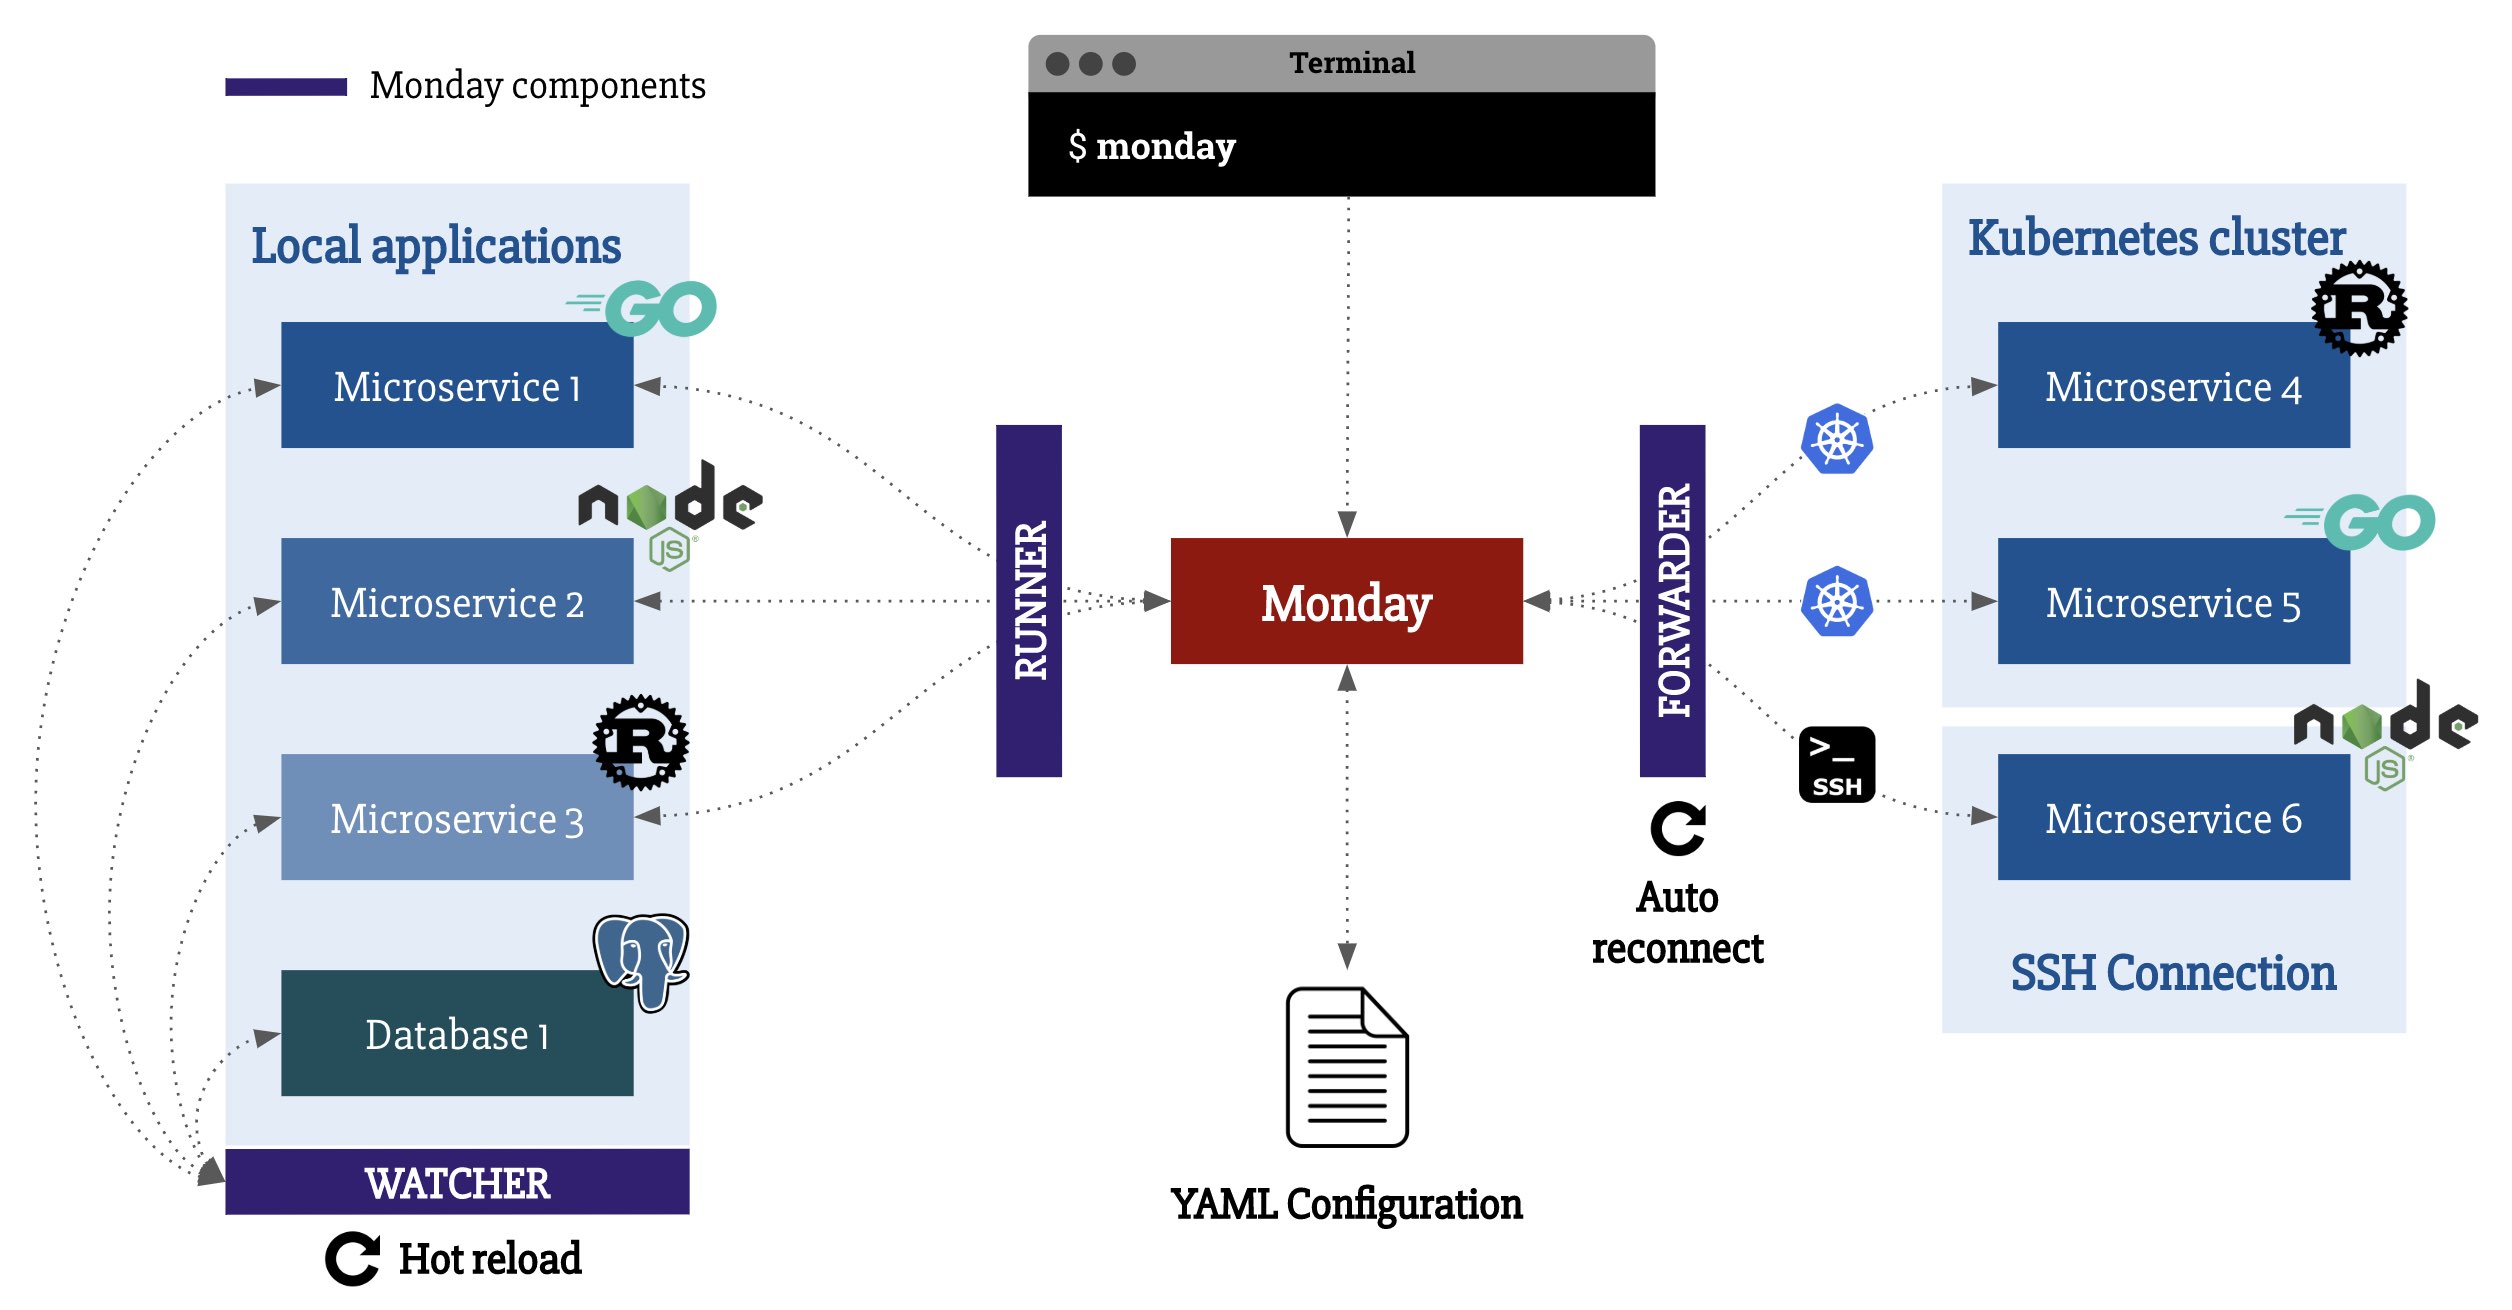 Monday components
Terminal
$ monday
Local applications
GO
Microservice 1
node
JS®
Microservice 2
R
Microservice 3
Database 1
WATCHER
Hot reload
RUNNER
Monday
YAML Configuration
FORWARDER
Auto
reconnect
>_
SSH
Kubernetes cluster
R
Microservice 4
GO
Microservice 5
node
JS®
Microservice 6
SSH Connection